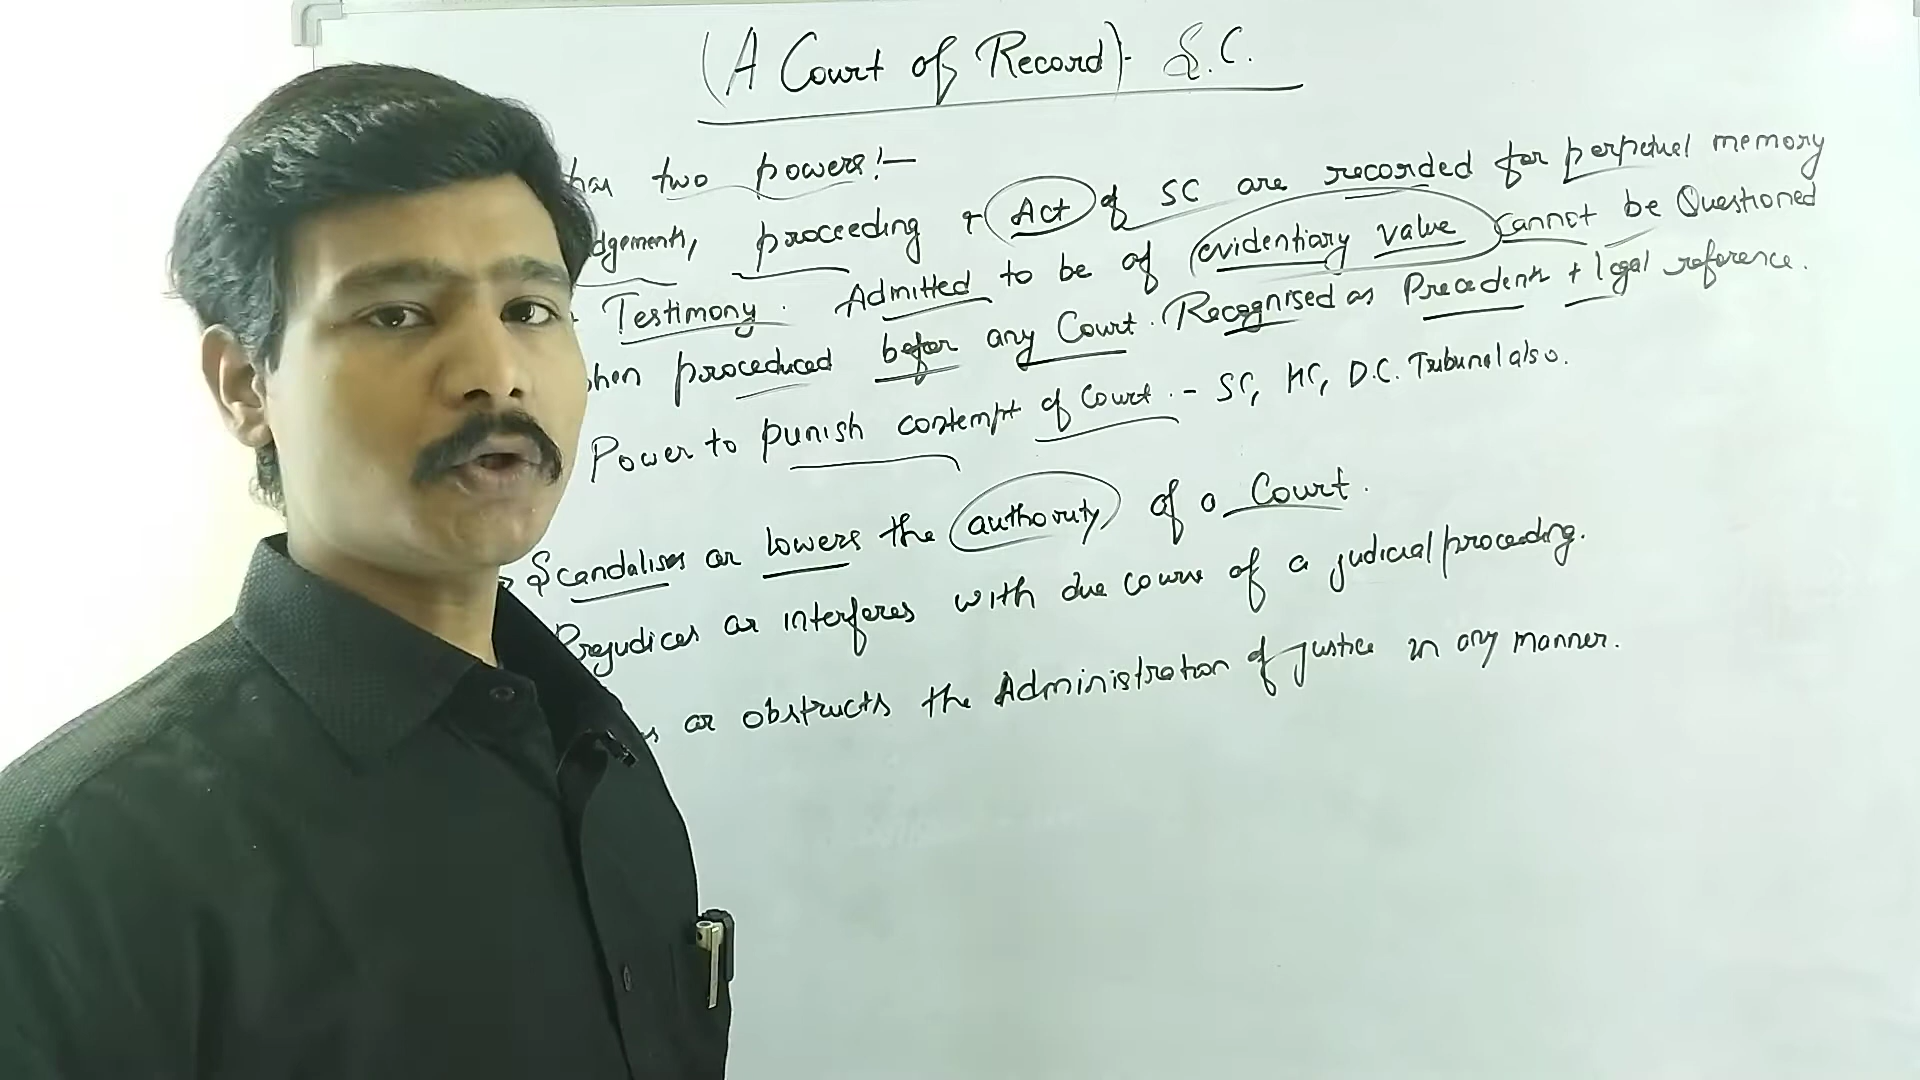 (A Court of Record)- S.C.
has two powers!-
dgements, proceeding + Act of SC are recorded for perpetual memory
Testimony. Admitted to be of evidentiary value cannot be Questioned
when proceduced before any Court. Recognised as Precedents + legal reference.
Power to punish contempt of Court. - SC, HC, D.C. Tribunal also.
→ Scandalises or lowers the authority of a Court.
Prejudices or interferes with due course of a judicial proceeding.
s or obstructs the Administration of justice in any manner.